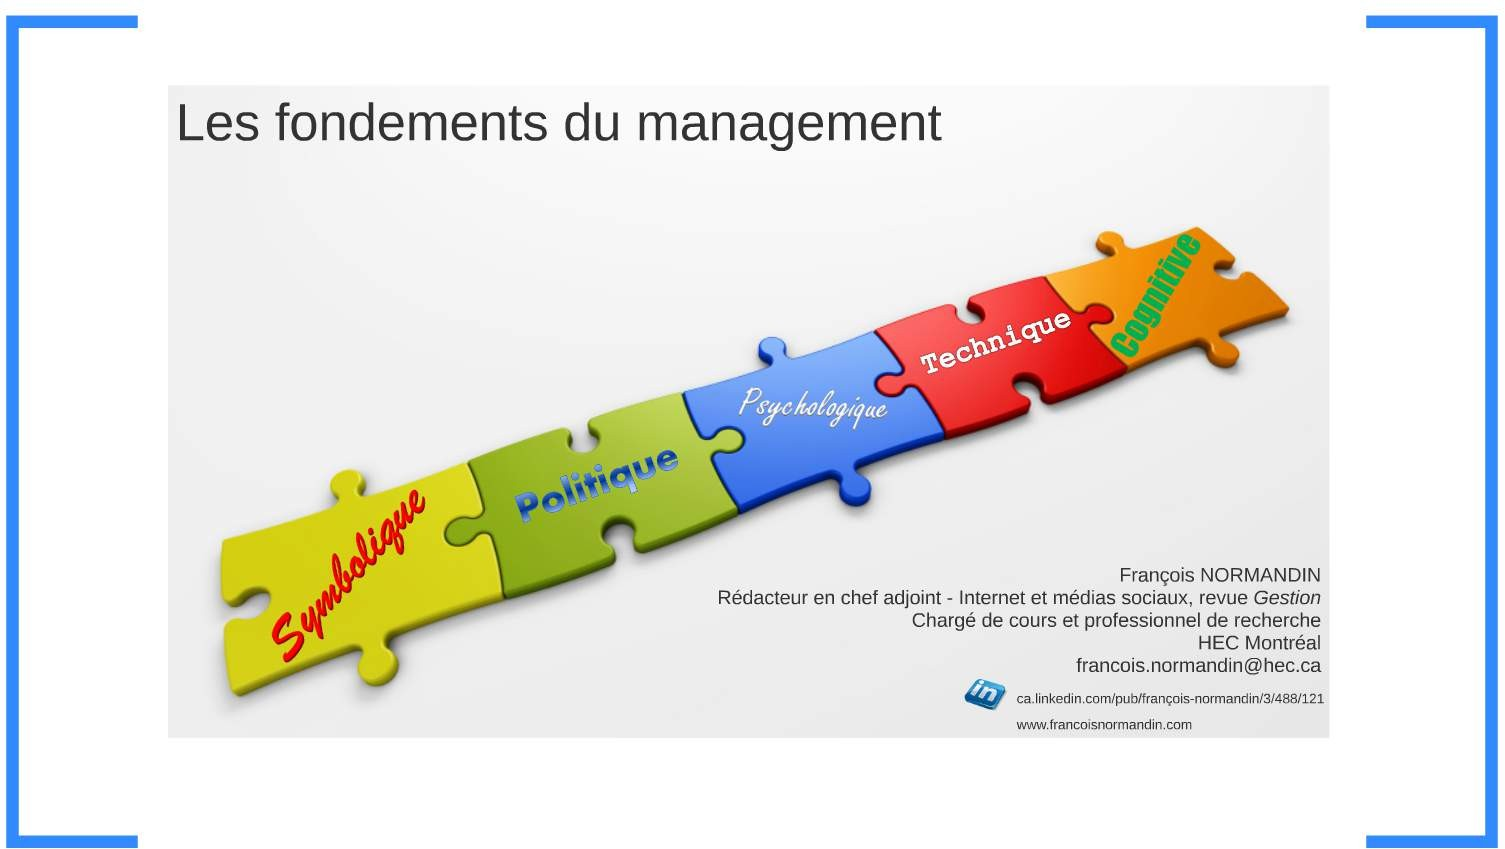 Les fondements du management
Cognitive
Technique
Psychologique
Politique
Symbolique
François NORMANDIN
Rédacteur en chef adjoint - Internet et médias sociaux, revue Gestion
Chargé de cours et professionnel de recherche
HEC Montréal
francois.normandin@hec.ca
in
ca.linkedin.com/pub/françois-normandin/3/488/121
www.francoisnormandin.com